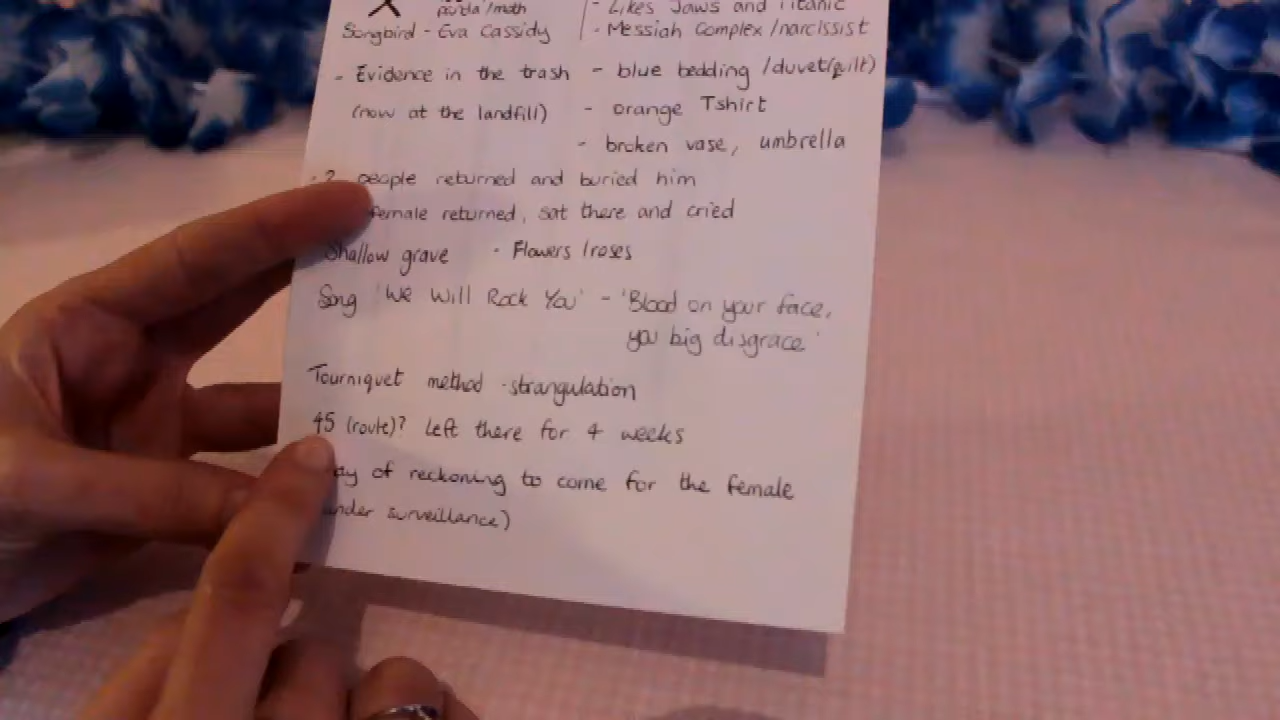 - Likes Jaws and Titanic
Songbird - Eva Cassidy - Messiah Complex /narcissist
- Evidence in the trash - blue bedding /duvet(quilt)
(now at the landfill) - orange Tshirt
- broken vase, umbrella
- 2 people returned and buried him
female returned, sat there and cried
Shallow grave - Flowers /roses
Song 'We Will Rock You' - 'Blood on your face,
you big disgrace'
Tourniquet method - strangulation
45 (route)? Left there for 4 weeks
day of reckoning to come for the female
under surveillance)